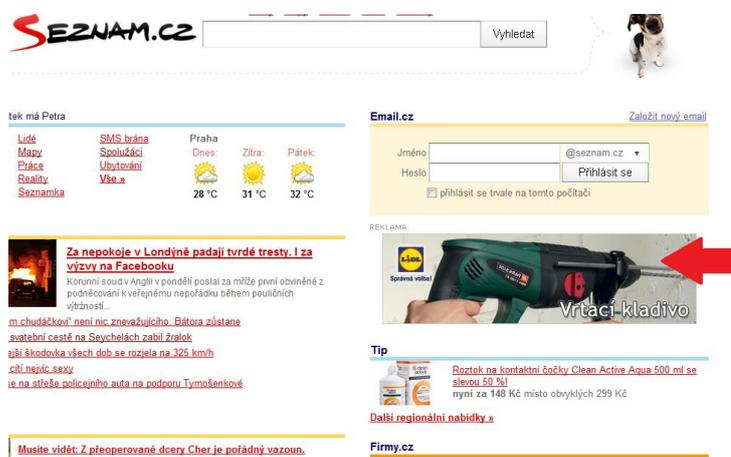 SEZNAM.CZ
Vyhledat
tek má Petra
Lidé
Mapy
Práce
Reality
Seznamka
SMS brána
Spolužáci
Ubytování
Vše »
Praha
Dnes: Zítra: Pátek:
28 °C 31 °C 32 °C
Za nepokoje v Londýně padají tvrdé tresty. I za
výzvy na Facebooku
Korunní soud v Anglii v pondělí poslal za mříže první obviněné z
podněcování k veřejnému nepořádku během pouličních
výtržností...
m chudáčkovi" není nic znevažujícího, Bátora zůstane
svatební cestě na Seychelách zabil žralok
ejší škodovka všech dob se rozjela na 325 km/h
cítí nejvíc sexy
se na střeše policejního auta na podporu Tymošenkové
Musíte vidět: Z přeoperované dcery Cher je pořádný vazoun.
Email.cz
Založit nový email
Jméno @seznam.cz
Heslo Přihlásit se
přihlásit se trvale na tomto počítači
REKLAMA
LIDL
Správná volba!
Vrtací kladivo
Tip
Roztok na kontaktní čočky Clean Active Aqua 500 ml se
slevou 50 %!
nyní za 148 Kč místo obvyklých 299 Kč
Další regionální nabídky »
Firmy.cz